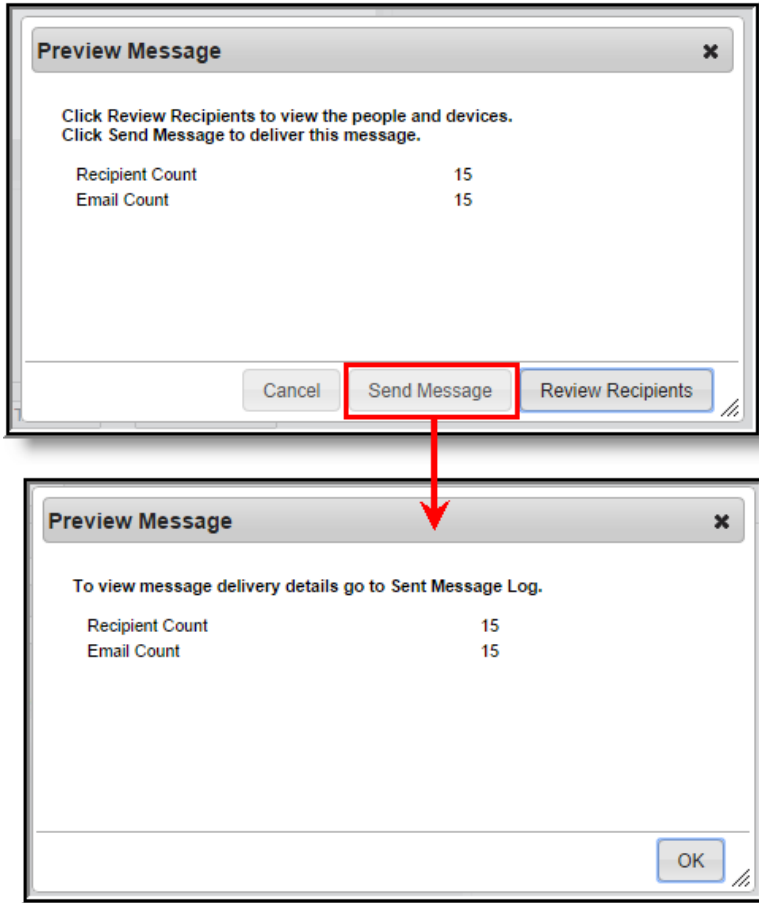 Preview Message
Click Review Recipients to view the people and devices.
Click Send Message to deliver this message.
Recipient Count 15
Email Count 15
Cancel Send Message Review Recipients
Preview Message
To view message delivery details go to Sent Message Log.
Recipient Count 15
Email Count 15
OK